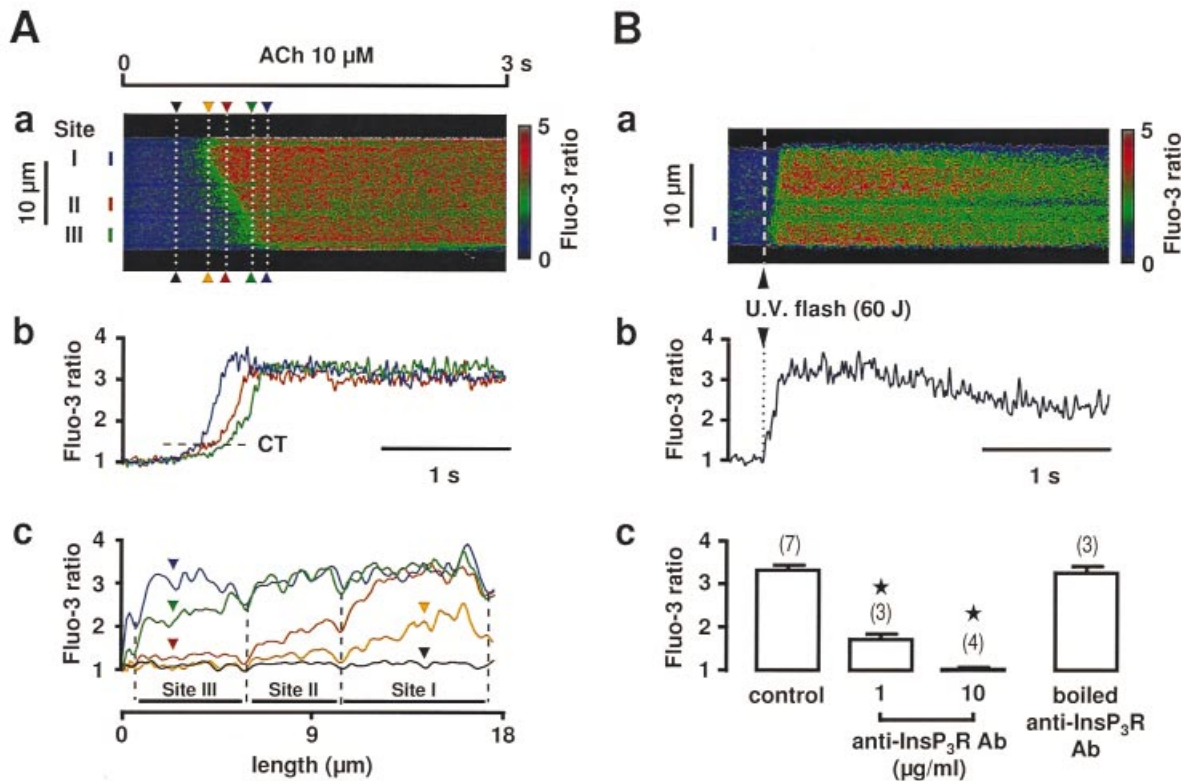 A
0 ACh 10 µM 3 s
a
Site
I
II
III
10 µm
5
0
Fluo-3 ratio
b
Fluo-3 ratio
4
3
2
1
CT
1 s
c
Fluo-3 ratio
4
3
2
1
Site III Site II Site I
0 9 18
length (µm)
B
a
10 µm
5
0
Fluo-3 ratio
U.V. flash (60 J)
b
Fluo-3 ratio
4
3
2
1
1 s
c
Fluo-3 ratio
4
3
2
1
(7)
(3)
(4)
(3)
control
1 10
anti-InsP₃R Ab
(µg/ml)
boiled
anti-InsP₃R
Ab